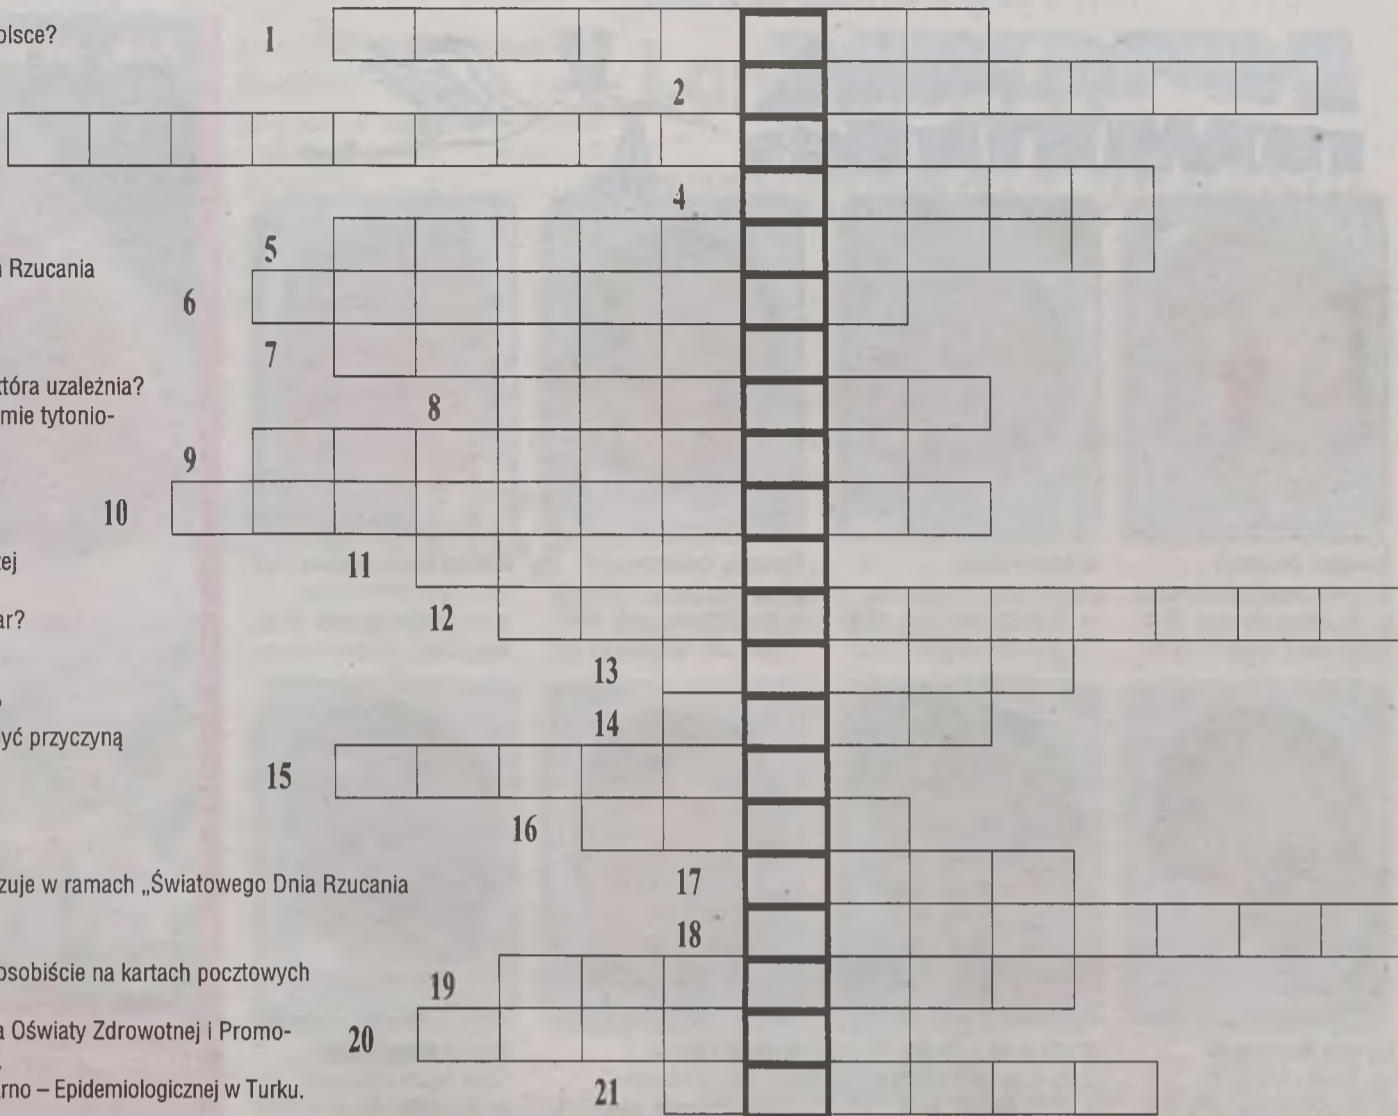 olsce?
1
2
4
5
Rzucania
6
7
która uzależnia?
mie tytonio-
8
9
10
11
ar?
12
13
14
yć przyczyną
15
16
zuje w ramach „Światowego Dnia Rzucania
17
18
osobiście na kartach pocztowych
19
a Oświaty Zdrowotnej i Promo-
20
arno – Epidemiologicznej w Turku.
21